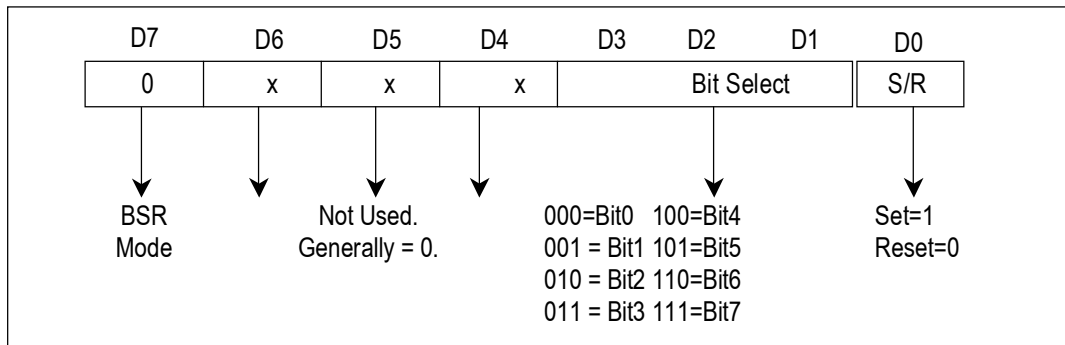 D7 D6 D5 D4 D3 D2 D1 D0
0 x x x Bit Select S/R
BSR Not Used. 000=Bit0 100=Bit4 Set=1
Mode Generally = 0. 001 = Bit1 101=Bit5 Reset=0
010 = Bit2 110=Bit6
011 = Bit3 111=Bit7